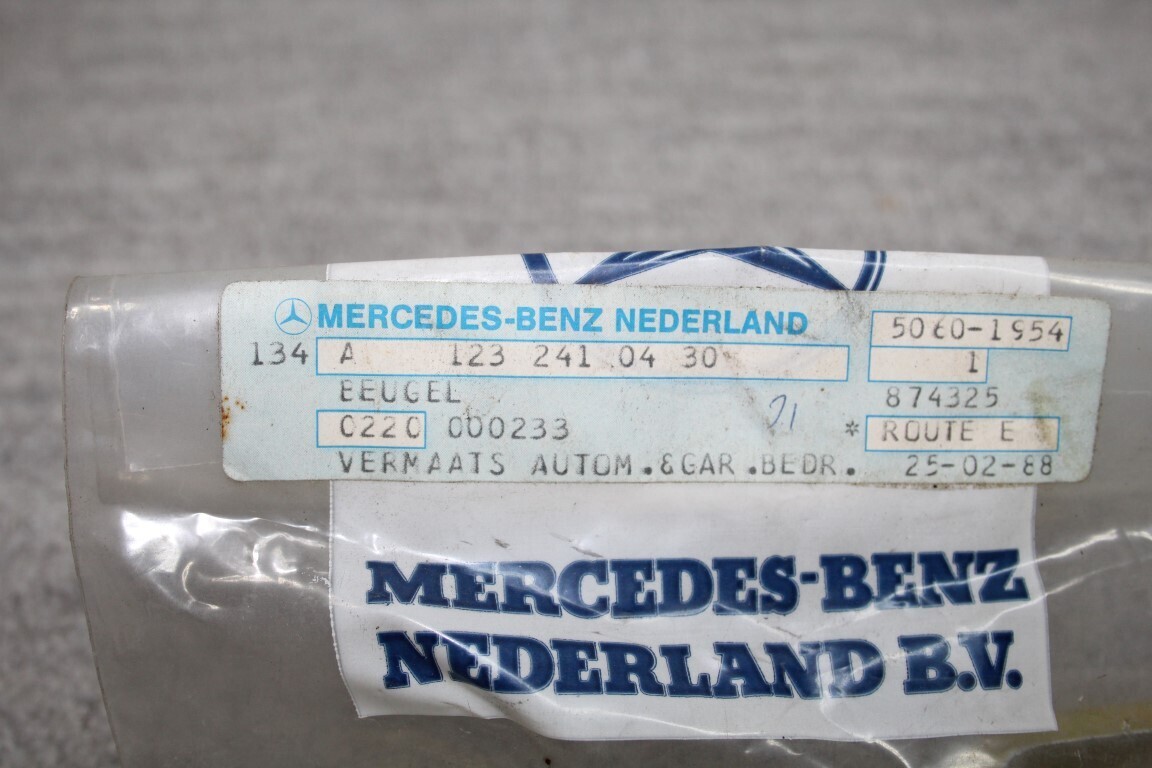 MERCEDES-BENZ NEDERLAND 5060-1954
134 A 123 241 04 30 1
BEUGEL 874325
0220 000233 21 * ROUTE E
VERMAATS AUTOM.&GAR.BEDR. 25-02-88
MERCEDES-BENZ
NEDERLAND B.V.